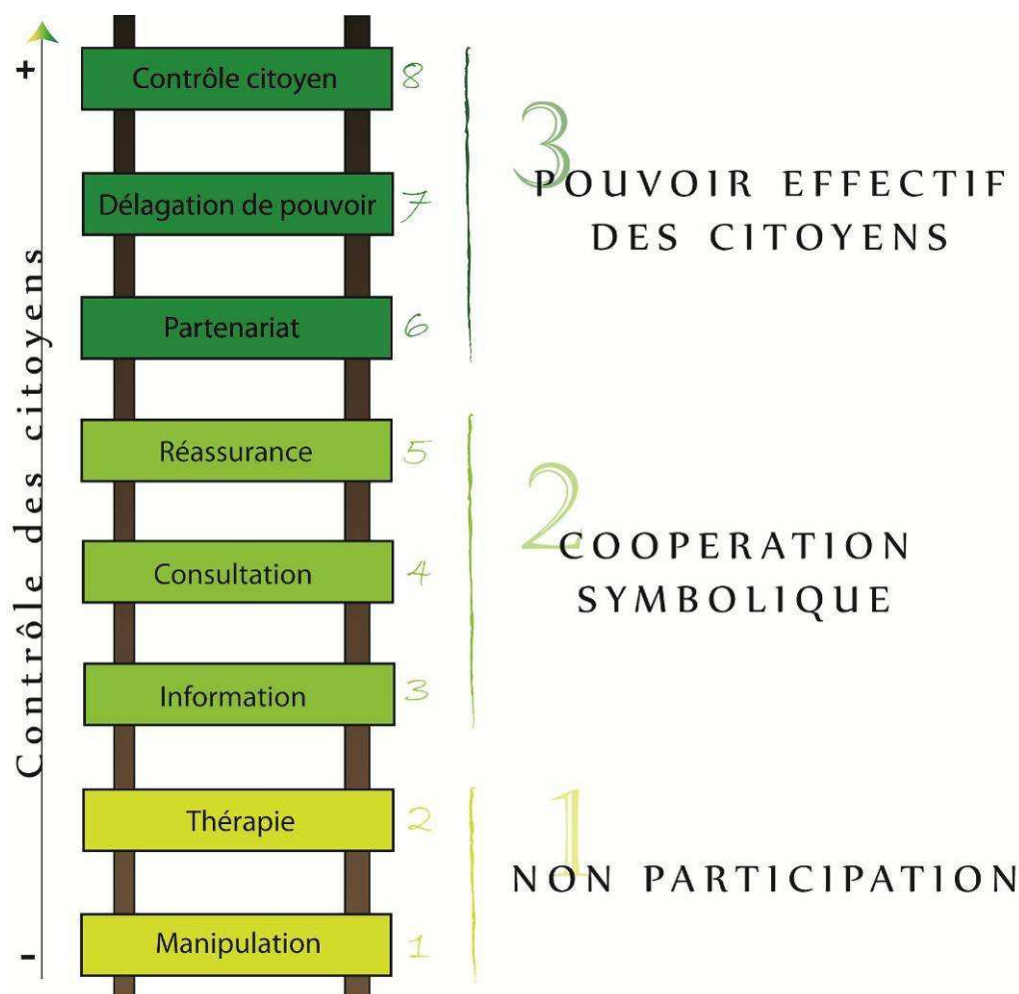 +
Contrôle citoyen 8
Délagation de pouvoir 7
Partenariat 6
3
POUVOIR EFFECTIF
DES CITOYENS
Réassurance 5
Consultation 4
Information 3
2
COOPERATION
SYMBOLIQUE
Thérapie 2
Manipulation 1
1
NON PARTICIPATION
-
Contrôle des citoyens